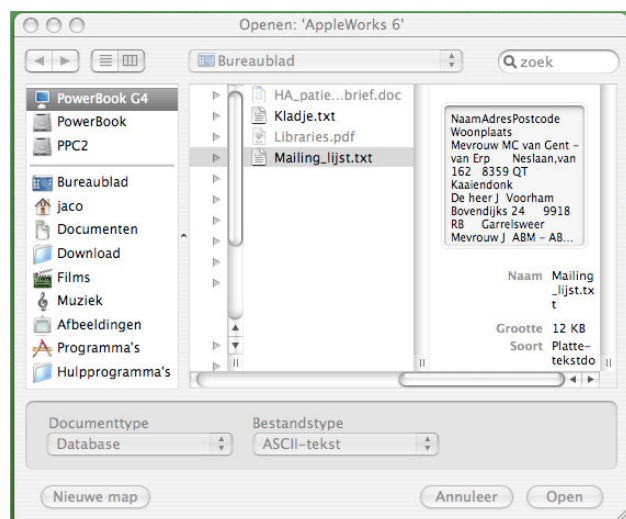 Openen: 'AppleWorks 6'
Bureaublad
zoek
PowerBook G4
PowerBook
PPC2
Bureaublad
jaco
Documenten
Download
Films
Muziek
Afbeeldingen
Programma's
Hulpprogramma's
HA_patie...brief.doc
Kladje.txt
Libraries.pdf
Mailing_lijst.txt
NaamAdresPostcode
Woonplaats
Mevrouw MC van Gent -
van Erp Neslaan,van
162 8359 QT
Kaaiendonk
De heer J Voorham
Bovendijks 24 9918
RB Garrelsweer
Mevrouw J ABM - AB...
Naam Mailing
_lijst.tx
t
Grootte 12 KB
Soort Platte-
tekstdo
Documenttype
Database
Bestandstype
ASCII-tekst
Nieuwe map
Annuleer
Open